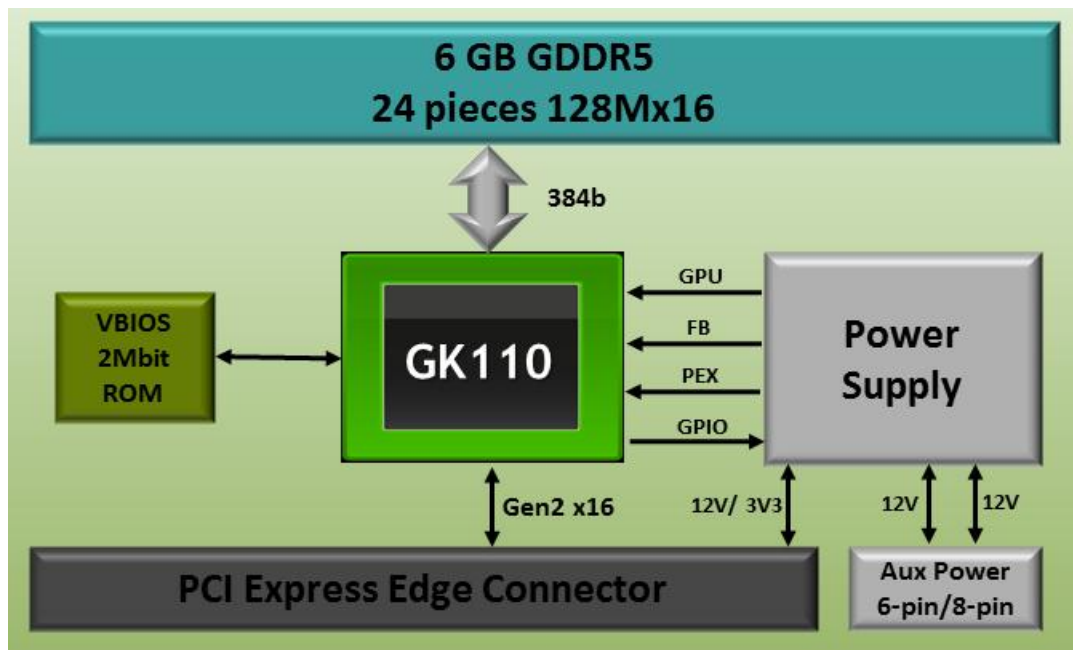 6 GB GDDR5
24 pieces 128Mx16
384b
GPU
FB
PEX
GPIO
VBIOS
2Mbit
ROM
GK110
Power
Supply
Gen2 x16
12V/ 3V3
12V
12V
PCI Express Edge Connector
Aux Power
6-pin/8-pin